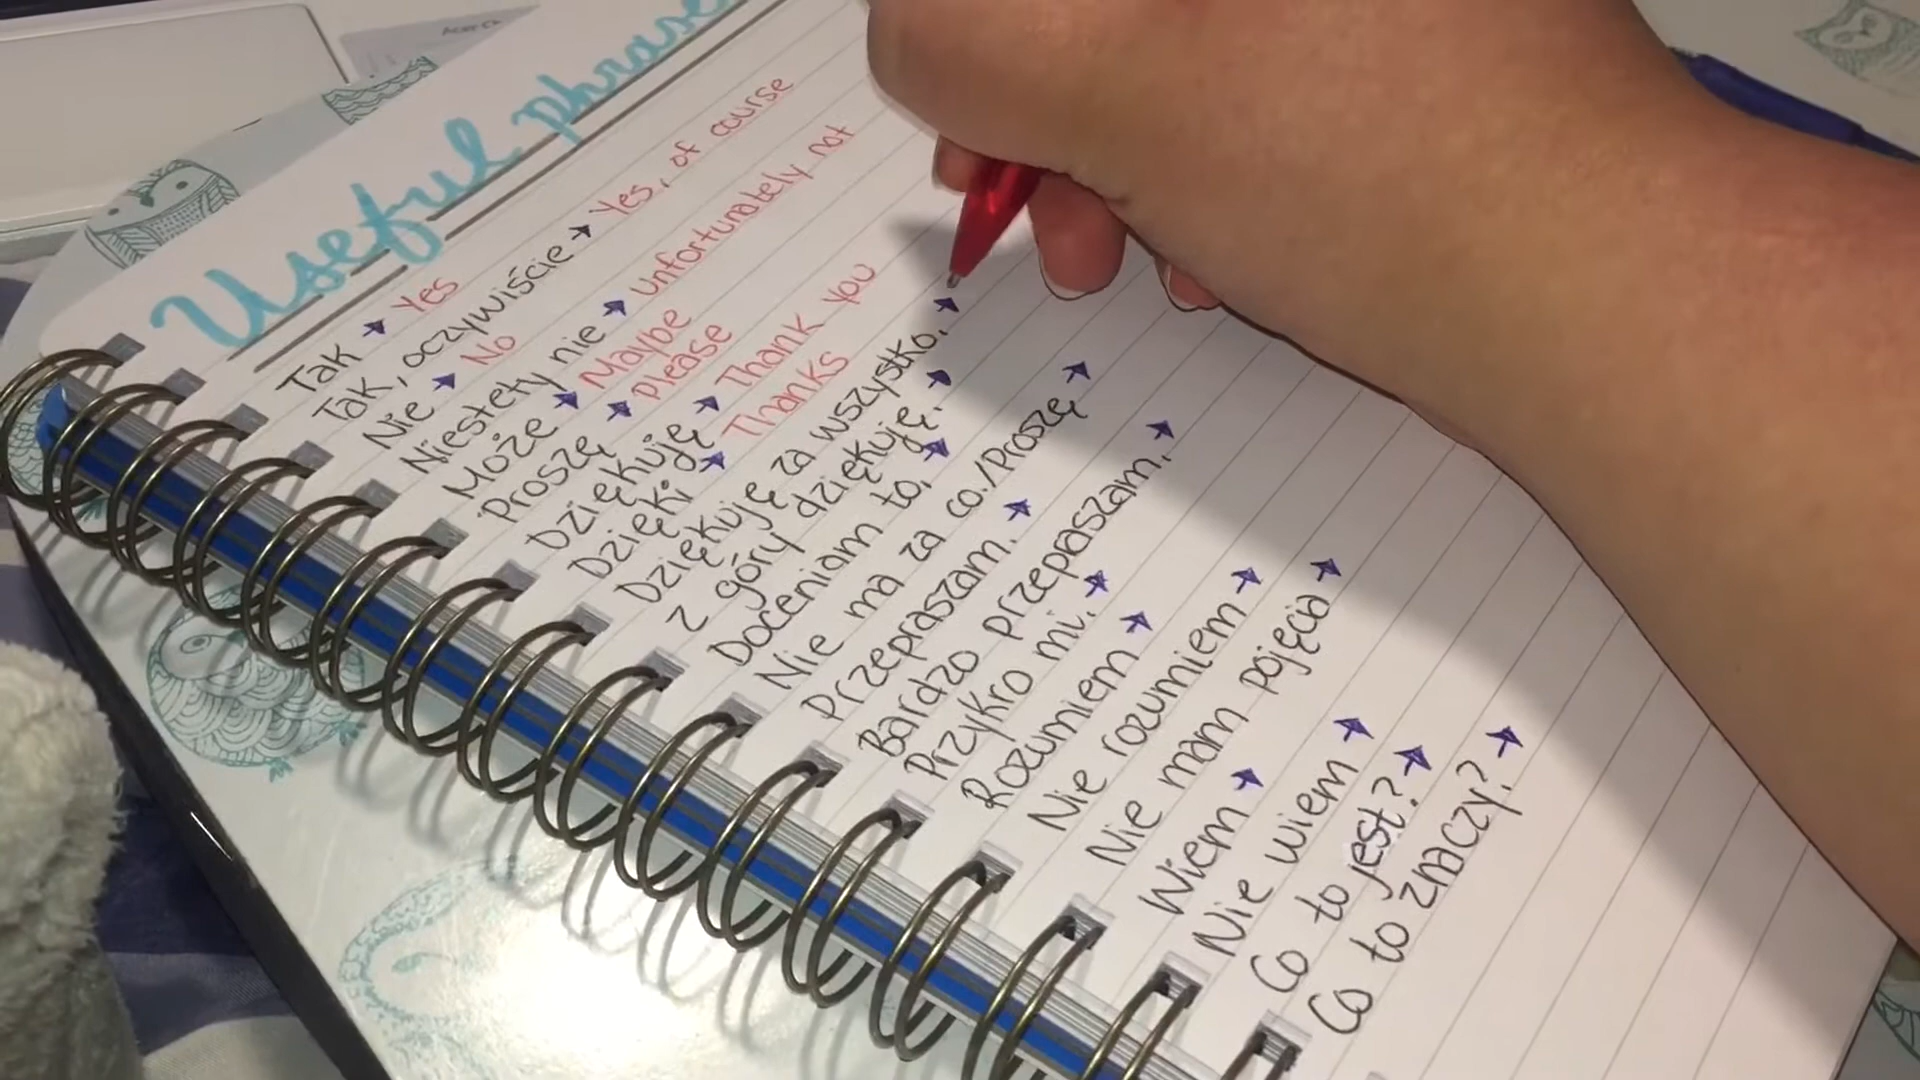 Useful phrase
Tak → Yes
Tak, oczywiście → Yes, of course
Nie → No
Niestety nie → unfortunately not
Może → Maybe
Proszę → please
Dziękuję → Thank you
Dzięki → Thanks
Dziękuję za wszystko. →
Z góry dziękuję. →
Doceniam to. →
Nie ma za co./Proszę →
Przepraszam. →
Bardzo przepraszam. →
Przykro mi. →
Rozumiem →
Nie rozumiem →
Nie mam pojęcia →
Wiem →
Nie wiem →
Co to jest? →
Co to znaczy? →